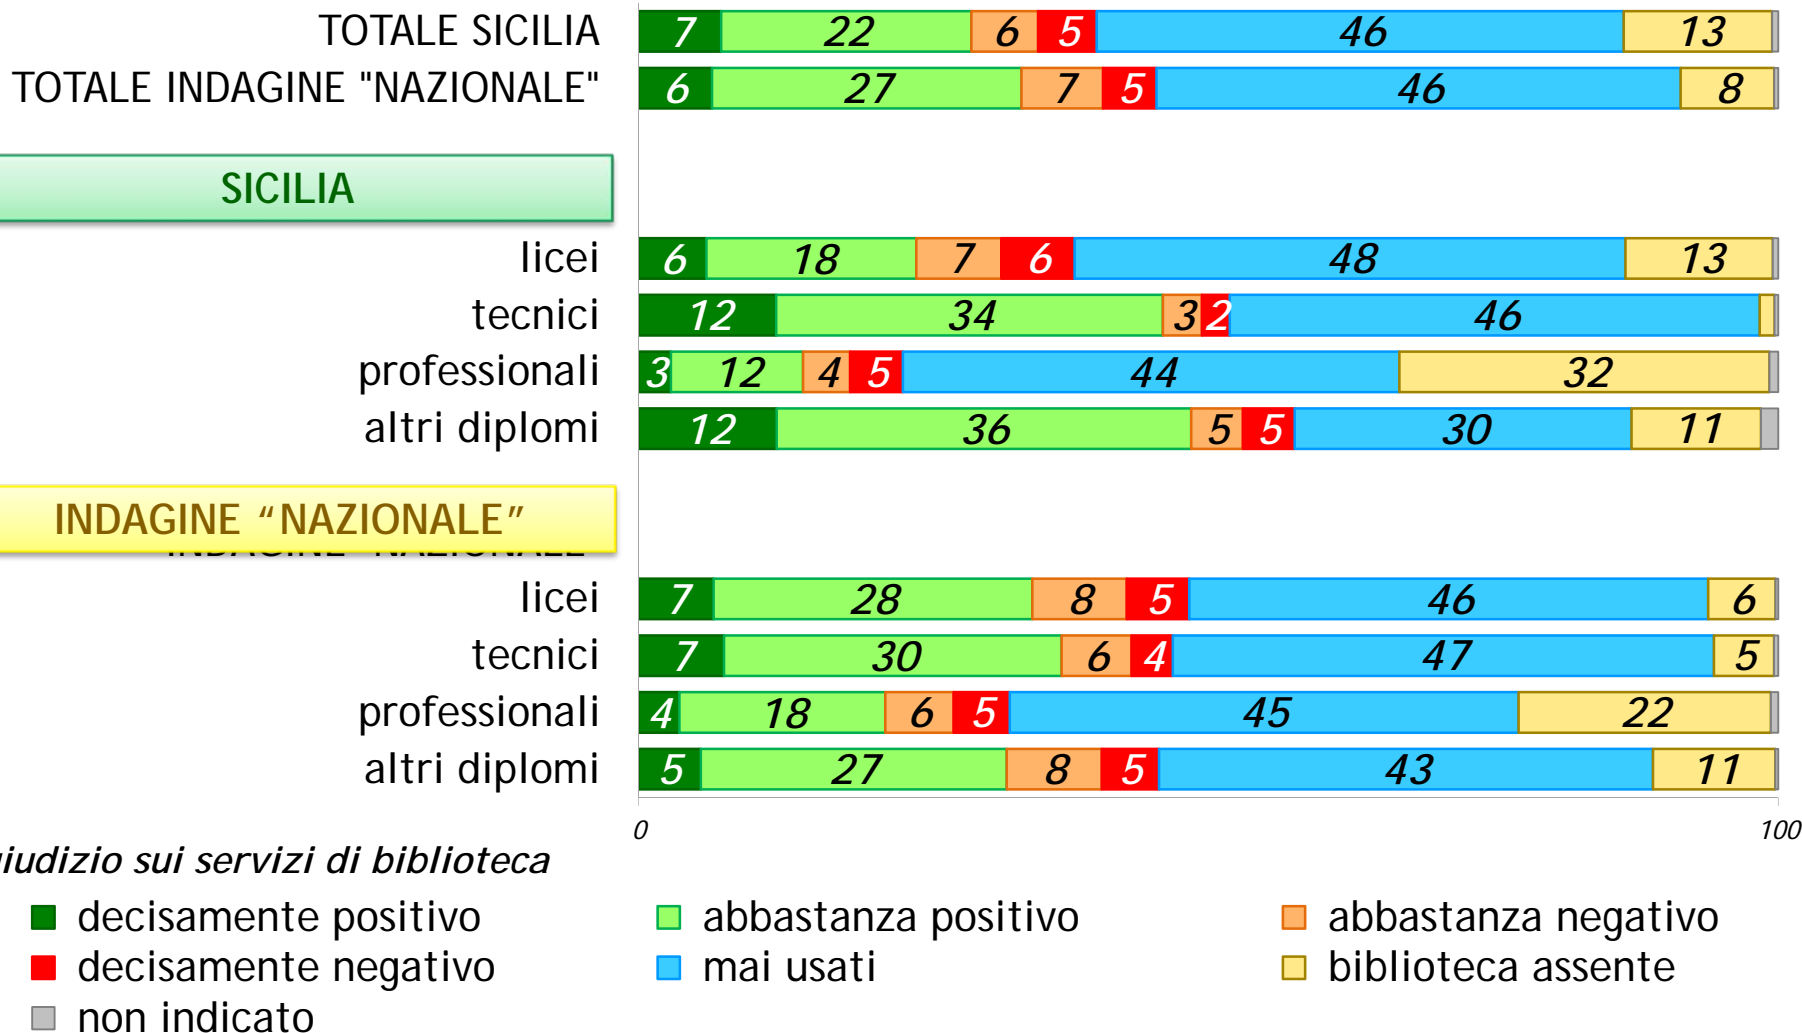 TOTALE SICILIA 7 22 6 5 46 13
TOTALE INDAGINE "NAZIONALE" 6 27 7 5 46 8
SICILIA
licei 6 18 7 6 48 13
tecnici 12 34 3 2 46
professionali 3 12 4 5 44 32
altri diplomi 12 36 5 5 30 11
INDAGINE “NAZIONALE”
INDAGINE "NAZIONALE"
licei 7 28 8 5 46 6
tecnici 7 30 6 4 47 5
professionali 4 18 6 5 45 22
altri diplomi 5 27 8 5 43 11
0 100
iudizio sui servizi di biblioteca
decisamente positivo abbastanza positivo abbastanza negativo
decisamente negativo mai usati biblioteca assente
non indicato